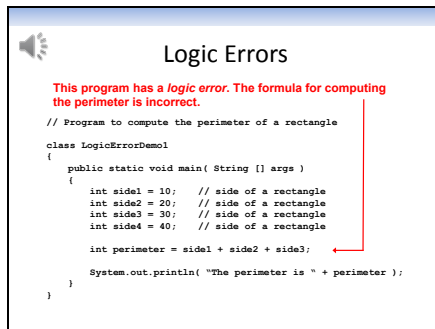 Logic Errors
This program has a logic error. The formula for computing
the perimeter is incorrect.
// Program to compute the perimeter of a rectangle
class LogicErrorDemo1
{
public static void main( String [] args )
{
int side1 = 10; // side of a rectangle
int side2 = 20; // side of a rectangle
int side3 = 30; // side of a rectangle
int side4 = 40; // side of a rectangle
int perimeter = side1 + side2 + side3;
System.out.println( “The perimeter is “ + perimeter );
}
}